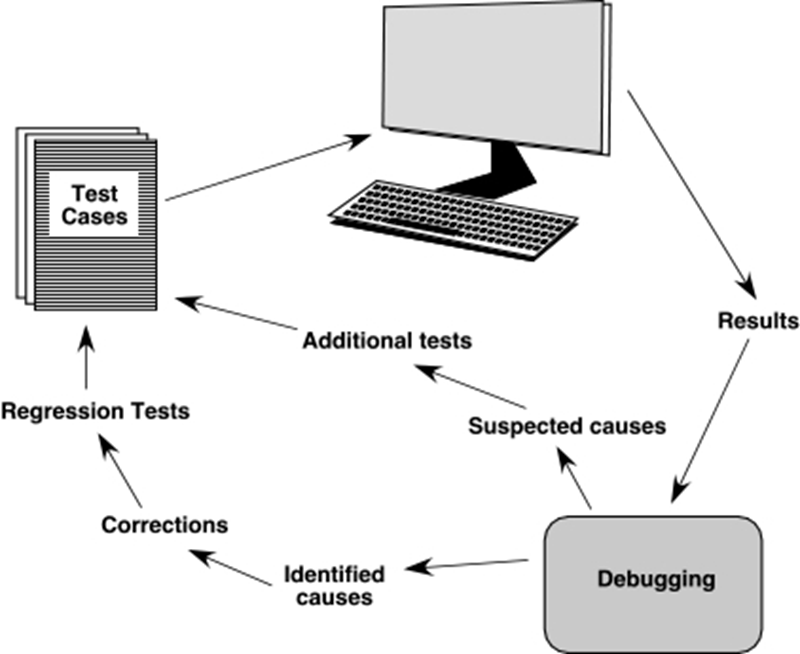 Test
Cases
Results
Additional tests
Regression Tests
Suspected causes
Corrections
Identified
causes
Debugging